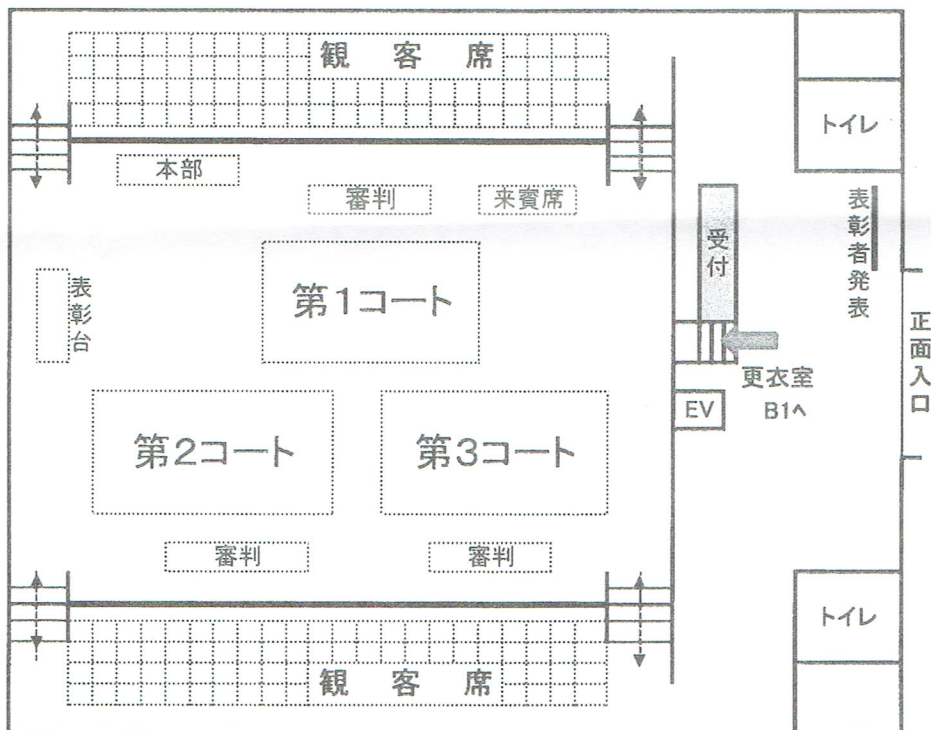 観 客 席
トイレ
本部
審判
来賓席
受付
表彰者発表
表彰台
第1コート
正面入口
更衣室
B1へ
EV
第2コート
第3コート
審判
審判
トイレ
観 客 席